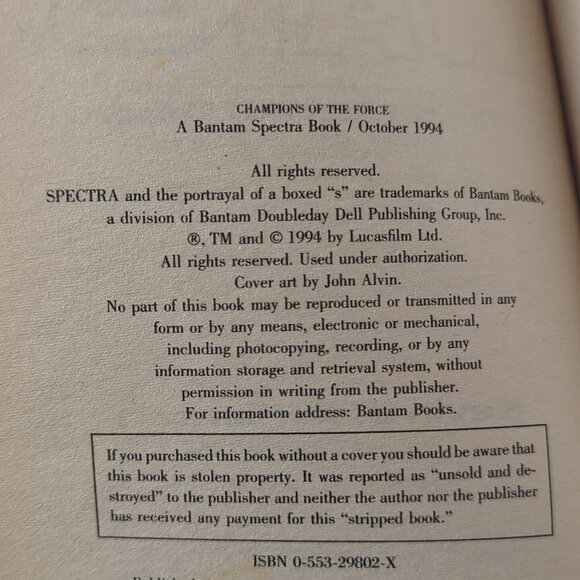 CHAMPIONS OF THE FORCE
A Bantam Spectra Book / October 1994
All rights reserved.
SPECTRA and the portrayal of a boxed “s” are trademarks of Bantam Books,
a division of Bantam Doubleday Dell Publishing Group, Inc.
®, TM and © 1994 by Lucasfilm Ltd.
All rights reserved. Used under authorization.
Cover art by John Alvin.
No part of this book may be reproduced or transmitted in any
form or by any means, electronic or mechanical,
including photocopying, recording, or by any
information storage and retrieval system, without
permission in writing from the publisher.
For information address: Bantam Books.
If you purchased this book without a cover you should be aware that
this book is stolen property. It was reported as “unsold and de-
stroyed” to the publisher and neither the author nor the publisher
has received any payment for this “stripped book.”
ISBN 0-553-29802-X